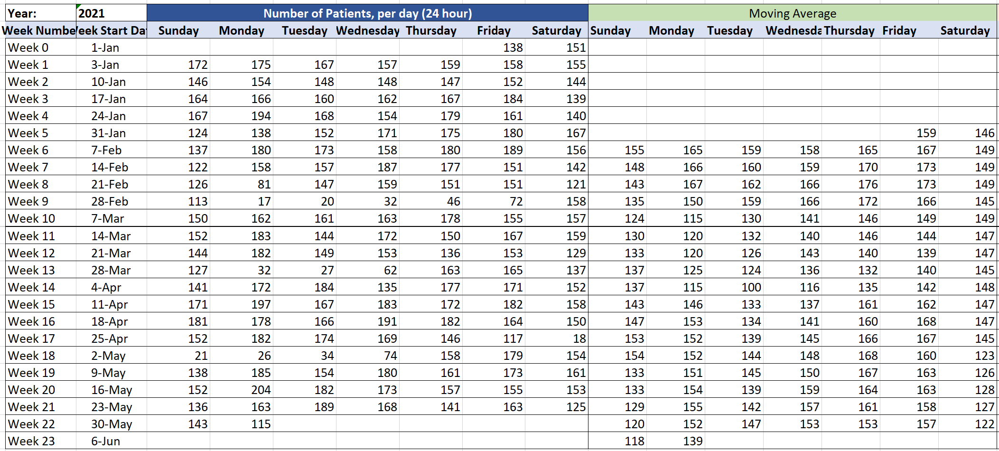 Year: 2021 Number of Patients, per day (24 hour) Moving Average
Week Numbe eek Start Da Sunday Monday Tuesday Wednesday Thursday Friday Saturday Sunday Monday Tuesday Wednesda Thursday Friday Saturday
Week 0 1-Jan 138 151
Week 1 3-Jan 172 175 167 157 159 158 155
Week 2 10-Jan 146 154 148 148 147 152 144
Week 3 17-Jan 164 166 160 162 167 184 139
Week 4 24-Jan 167 194 168 154 179 161 140
Week 5 31-Jan 124 138 152 171 175 180 167 159 146
Week 6 7-Feb 137 180 173 158 180 189 156 155 165 159 158 165 167 149
Week 7 14-Feb 122 158 157 187 177 151 142 148 166 160 159 170 173 149
Week 8 21-Feb 126 81 147 159 151 151 121 143 167 162 166 176 173 149
Week 9 28-Feb 113 17 20 32 46 72 158 135 150 159 166 172 166 145
Week 10 7-Mar 150 162 161 163 178 155 157 124 115 130 141 146 149 149
Week 11 14-Mar 152 183 144 172 150 167 159 130 120 132 140 146 144 147
Week 12 21-Mar 144 182 149 153 136 153 129 133 120 126 143 140 139 147
Week 13 28-Mar 127 32 27 62 163 165 137 137 125 124 136 132 140 145
Week 14 4-Apr 141 172 184 135 177 171 152 137 115 100 116 135 142 148
Week 15 11-Apr 171 197 167 183 172 182 158 143 146 133 137 161 162 147
Week 16 18-Apr 181 178 166 191 182 164 150 147 153 134 141 160 168 147
Week 17 25-Apr 152 182 174 169 146 117 18 153 152 139 145 166 167 145
Week 18 2-May 21 26 34 74 158 179 154 154 152 144 148 168 160 123
Week 19 9-May 138 185 154 180 161 173 161 133 151 145 150 167 163 126
Week 20 16-May 152 204 182 173 157 155 153 133 154 139 159 164 163 128
Week 21 23-May 136 163 189 168 141 163 125 129 155 142 157 161 158 127
Week 22 30-May 143 115 120 152 147 153 153 157 122
Week 23 6-Jun 118 139